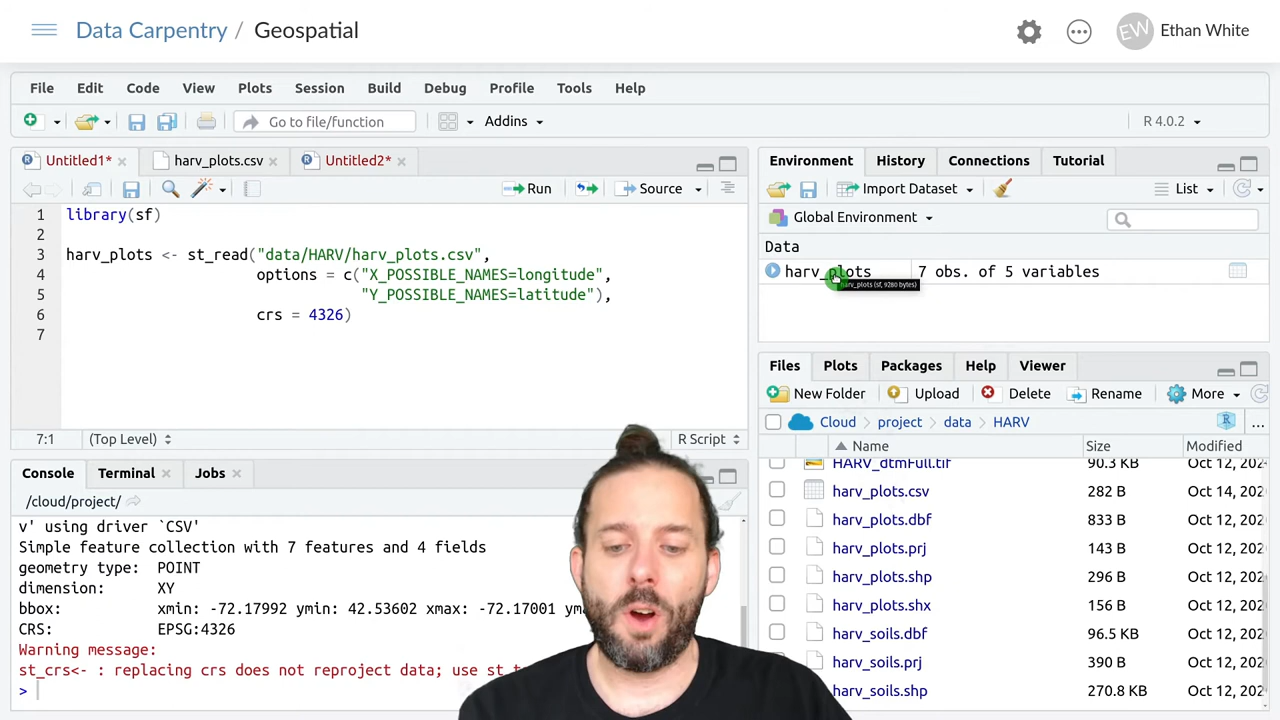 Data Carpentry / Geospatial
EW Ethan White
File Edit Code View Plots Session Build Debug Profile Tools Help
Go to file/function Addins R 4.0.2
Untitled1* harv_plots.csv Untitled2*
Run Source
1 library(sf)
2
3 harv_plots <- st_read("data/HARV/harv_plots.csv",
4 options = c("X_POSSIBLE_NAMES=longitude",
5 "Y_POSSIBLE_NAMES=latitude"),
6 crs = 4326)
7
7:1 (Top Level) R Script
Console Terminal Jobs
/cloud/project/
v' using driver `CSV'
Simple feature collection with 7 features and 4 fields
geometry type: POINT
dimension: XY
bbox: xmin: -72.17992 ymin: 42.53602 xmax: -72.17001
CRS: EPSG:4326
Warning message:
st_crs<- : replacing crs does not reproject data; use
>
Environment History Connections Tutorial
Import Dataset List
Global Environment
Data
harv_plots 7 obs. of 5 variables
harv_plots (sf, 9280 bytes)
Files Plots Packages Help Viewer
New Folder Upload Delete Rename More
Cloud project data HARV ...
Name Size Modified
HARV_dtmFull.tif 90.3 KB Oct 12, 202
harv_plots.csv 282 B Oct 14, 202
harv_plots.dbf 833 B Oct 12, 202
harv_plots.prj 143 B Oct 12, 202
harv_plots.shp 296 B Oct 12, 202
harv_plots.shx 156 B Oct 12, 202
harv_soils.dbf 96.5 KB Oct 12, 202
harv_soils.prj 390 B Oct 12, 202
harv_soils.shp 270.8 KB Oct 12, 202